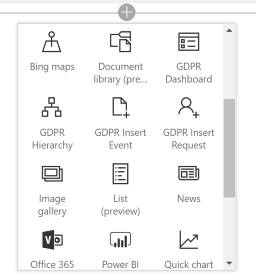 Bing maps
Document
library (pre...
GDPR
Dashboard
GDPR
Hierarchy
GDPR Insert
Event
GDPR Insert
Request
Image
gallery
List
(preview)
News
Office 365
Power BI
Quick chart